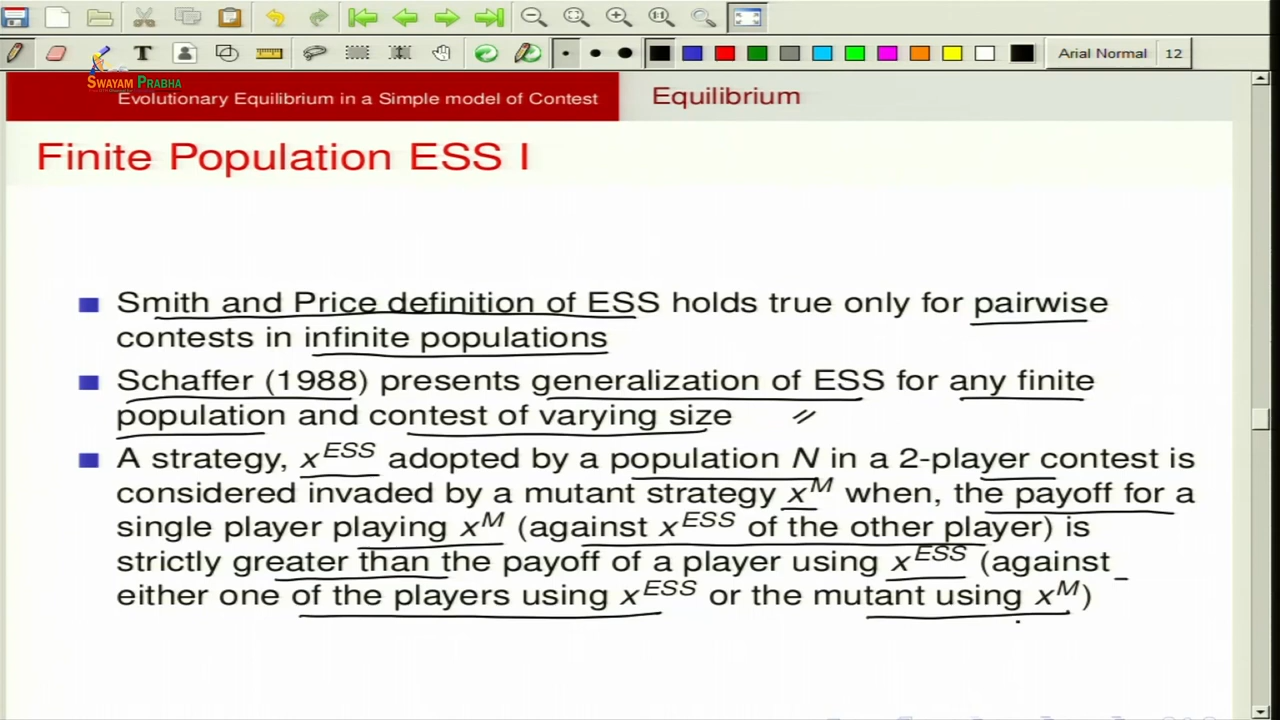 Arial Normal 12
SWAYAM PRABHA
Evolutionary Equilibrium in a Simple model of Contest
Equilibrium
Finite Population ESS I
Smith and Price definition of ESS holds true only for pairwise
contests in infinite populations
Schaffer (1988) presents generalization of ESS for any finite
population and contest of varying size
A strategy, x^ESS adopted by a population N in a 2-player contest is
considered invaded by a mutant strategy x^M when, the payoff for a
single player playing x^M (against x^ESS of the other player) is
strictly greater than the payoff of a player using x^ESS (against
either one of the players using x^ESS or the mutant using x^M)